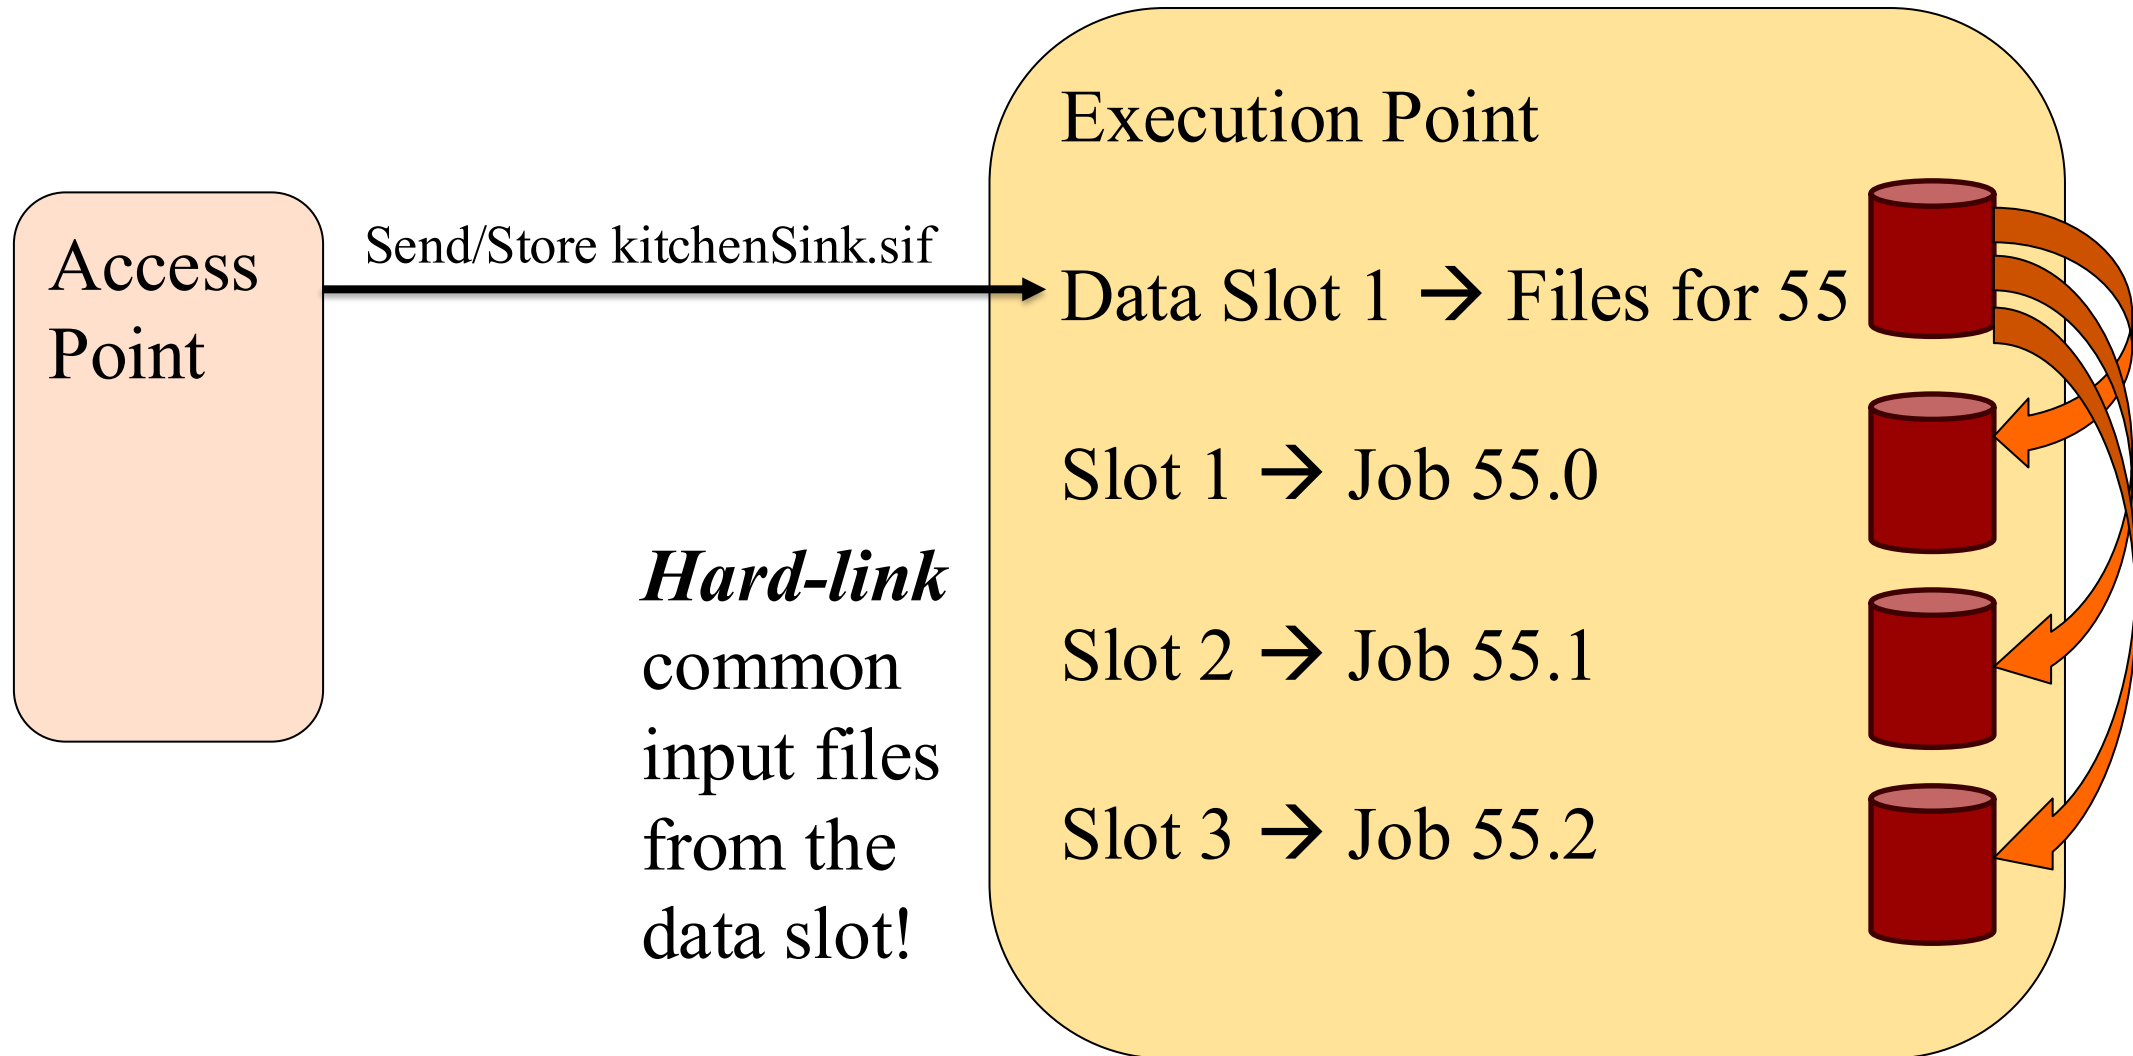 Access
Point
Send/Store kitchenSink.sif
Hard-link
common
input files
from the
data slot!
Execution Point
Data Slot 1 → Files for 55
Slot 1 → Job 55.0
Slot 2 → Job 55.1
Slot 3 → Job 55.2